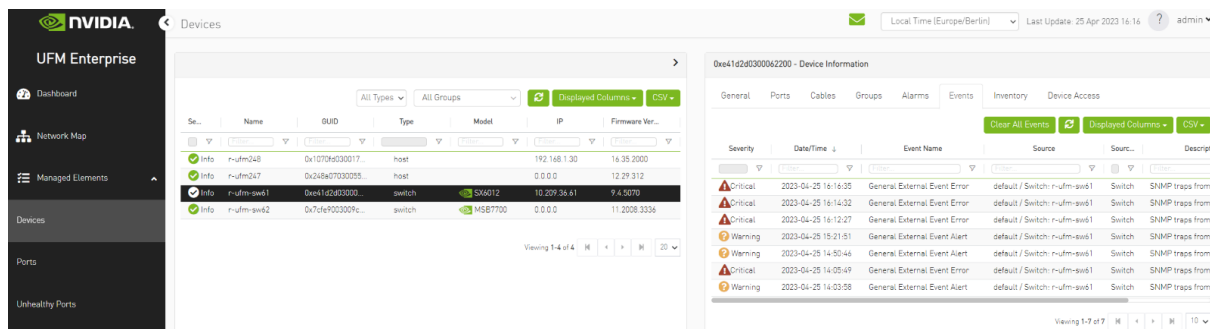 NVIDIA.
Devices
Local Time (Europe/Berlin)
Last Update: 25 Apr 2023 16:16
?
admin
UFM Enterprise
Dashboard
Network Map
Managed Elements
Devices
Ports
Unhealthy Ports
All Types
All Groups
Displayed Columns
CSV
Se... Name GUID Type Model IP Firmware Ver...
Filter... Filter... Filter... Filter... Filter...
Info r-ufm248 0x1070fd030017... host 192.168.1.30 16.35.2000
Info r-ufm247 0x248a07030055... host 0.0.0.0 12.29.312
Info r-ufm-sw61 0xe41d2d03000... switch SX6012 10.209.36.61 9.4.5070
Info r-ufm-sw62 0x7cfe9003009c... switch MSB7700 0.0.0.0 11.2008.3336
Viewing 1-4 of 4
20
0xe41d2d0300062200 - Device Information
General Ports Cables Groups Alarms Events Inventory Device Access
Clear All Events
Displayed Columns
CSV
Severity Date/Time ↓ Event Name Source Sourc... Descript
Filter... Filter... Filter... Filter...
Critical 2023-04-25 16:16:35 General External Event Error default / Switch: r-ufm-sw61 Switch SNMP traps from
Critical 2023-04-25 16:14:32 General External Event Error default / Switch: r-ufm-sw61 Switch SNMP traps from
Critical 2023-04-25 16:12:27 General External Event Error default / Switch: r-ufm-sw61 Switch SNMP traps from
Warning 2023-04-25 15:21:51 General External Event Alert default / Switch: r-ufm-sw61 Switch SNMP traps from
Warning 2023-04-25 14:50:46 General External Event Alert default / Switch: r-ufm-sw61 Switch SNMP traps from
Critical 2023-04-25 14:05:49 General External Event Error default / Switch: r-ufm-sw61 Switch SNMP traps from
Warning 2023-04-25 14:03:58 General External Event Alert default / Switch: r-ufm-sw61 Switch SNMP traps from
Viewing 1-7 of 7
10